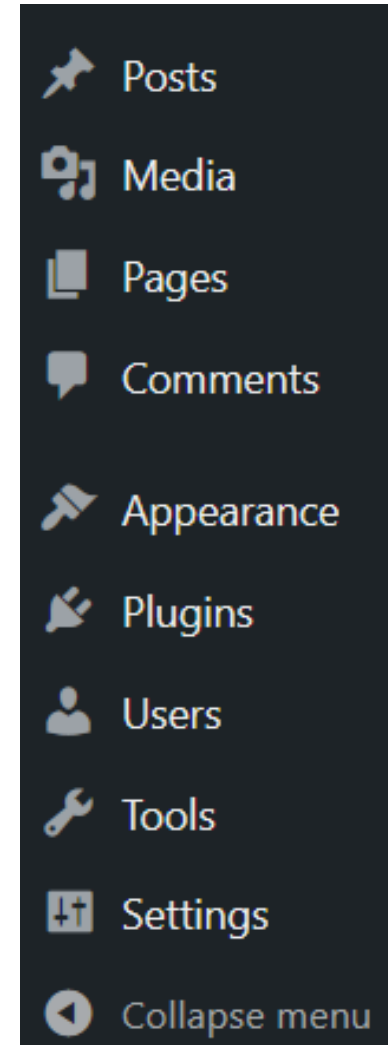 Posts
Media
Pages
Comments
Appearance
Plugins
Users
Tools
Settings
Collapse menu